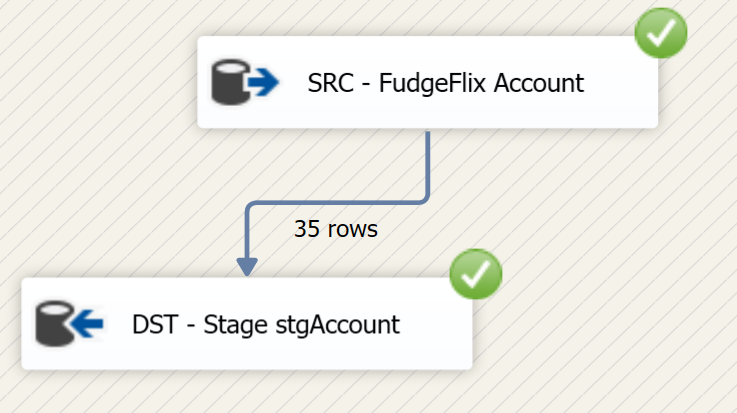 SRC - FudgeFlix Account
35 rows
DST - Stage stgAccount